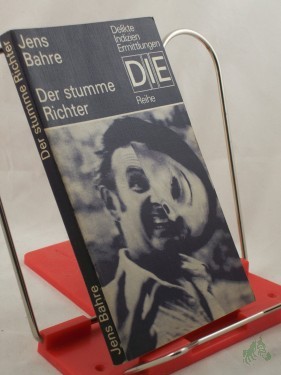 Jens
Bahre
Der stumme
Richter
Delikte
Indizien
Ermittlungen
DIE
Reihe
Der stumme Richter
Jens Bahre